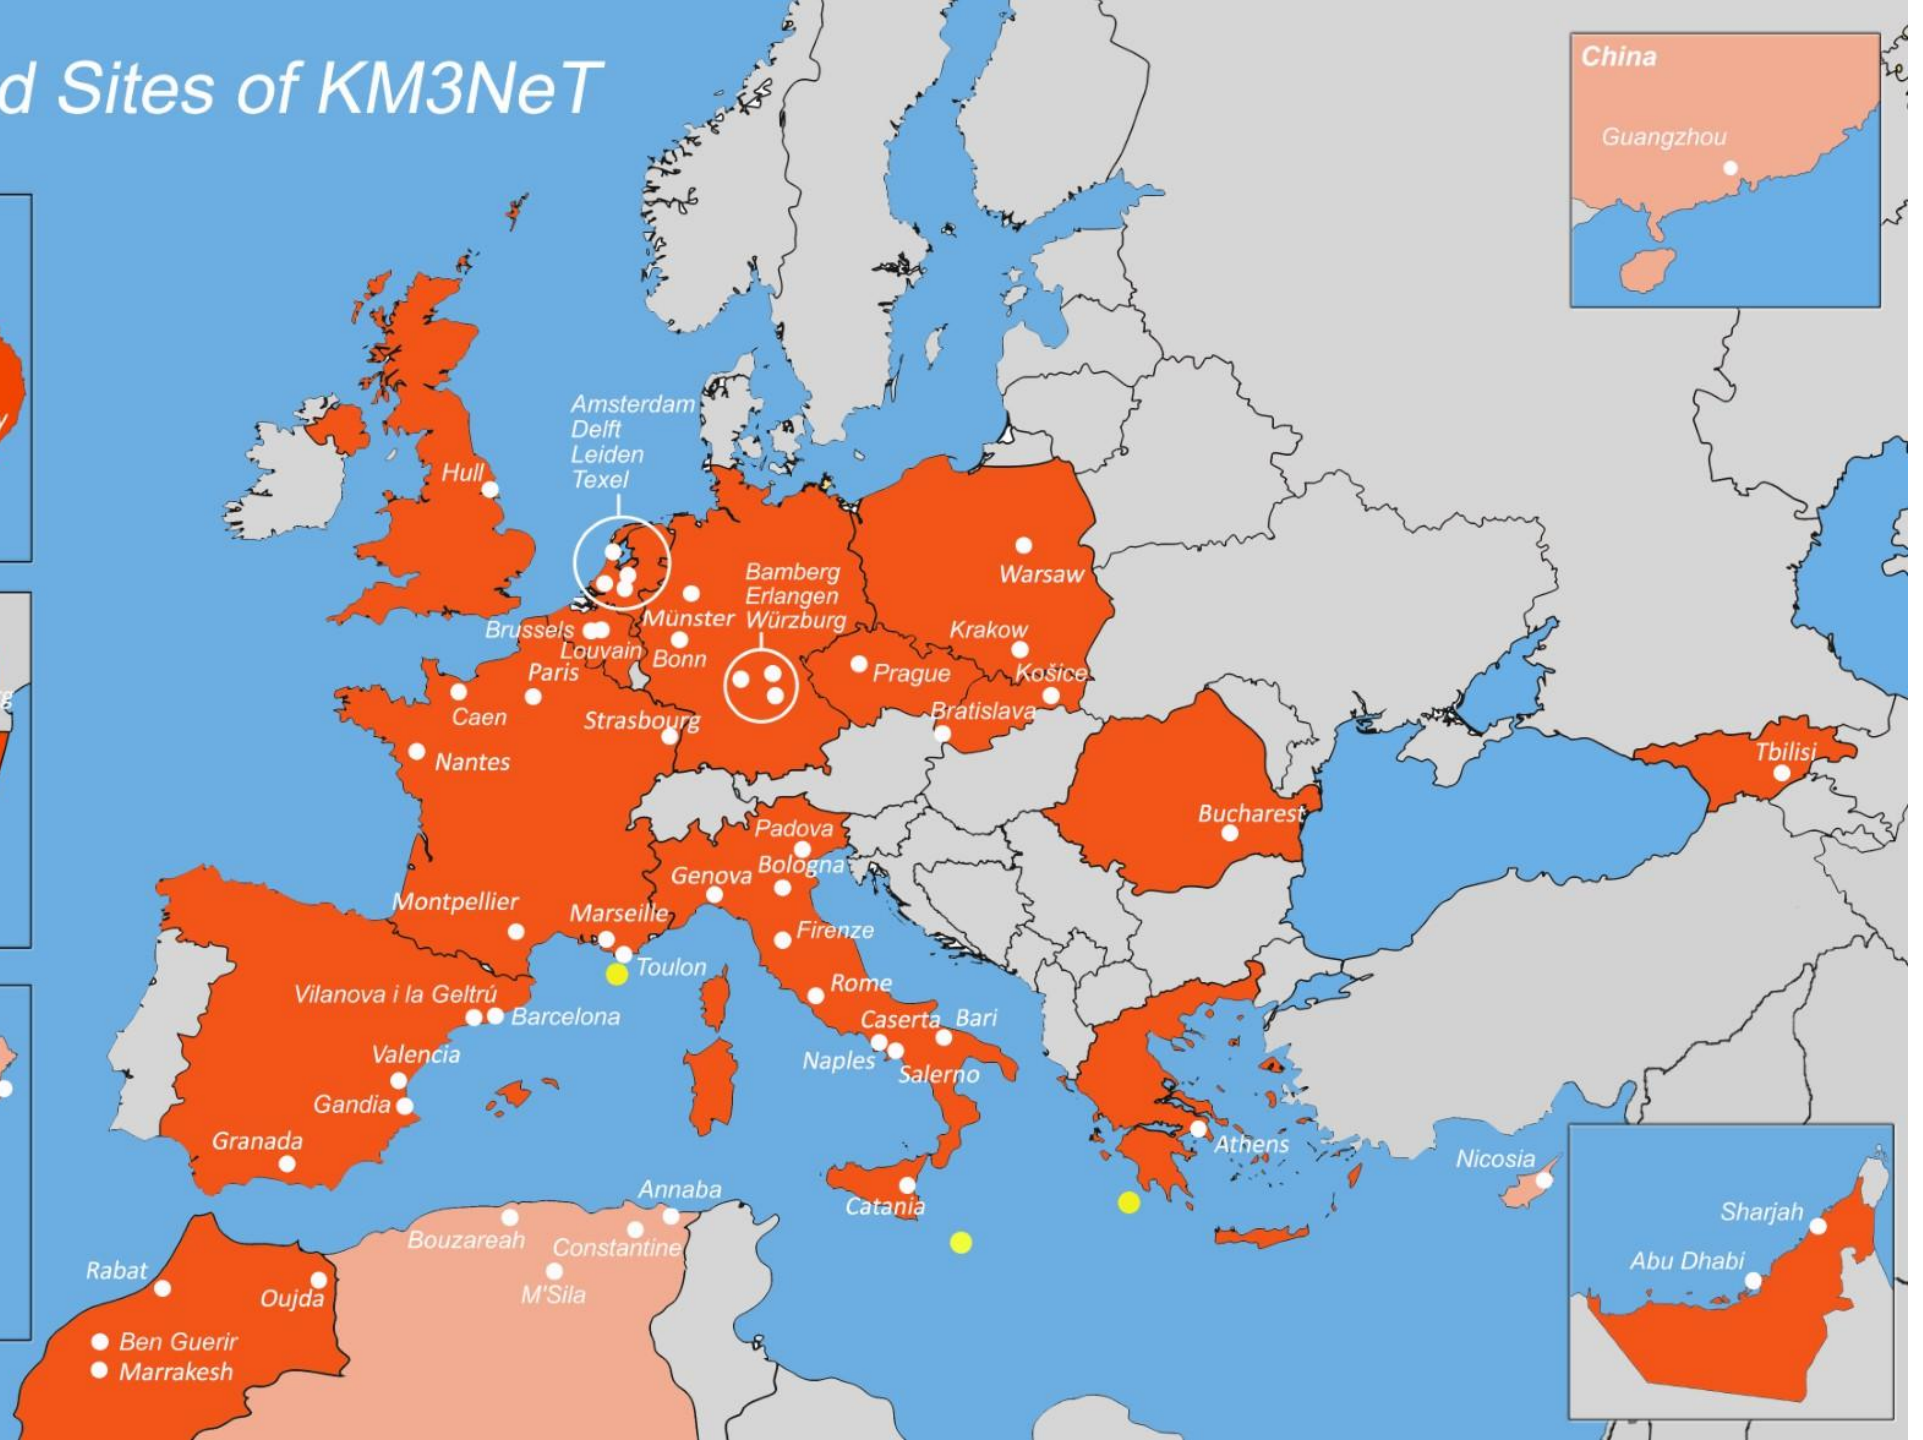 d Sites of KM3NeT
China
Guangzhou
Amsterdam
Delft
Leiden
Texel
Hull
Bamberg
Erlangen
Würzburg
Warsaw
Münster
Brussels
Louvain
Bonn
Krakow
Paris
Prague
Košice
Caen
Strasbourg
Bratislava
Nantes
Tbilisi
Bucharest
Padova
Bologna
Genova
Montpellier
Marseille
Firenze
Toulon
Rome
Vilanova i la Geltrú
Barcelona
Caserta
Bari
Valencia
Naples
Salerno
Gandia
Granada
Athens
Nicosia
Annaba
Catania
Sharjah
Bouzareah
Constantine
Abu Dhabi
Rabat
Oujda
M'Sila
Ben Guerir
Marrakesh